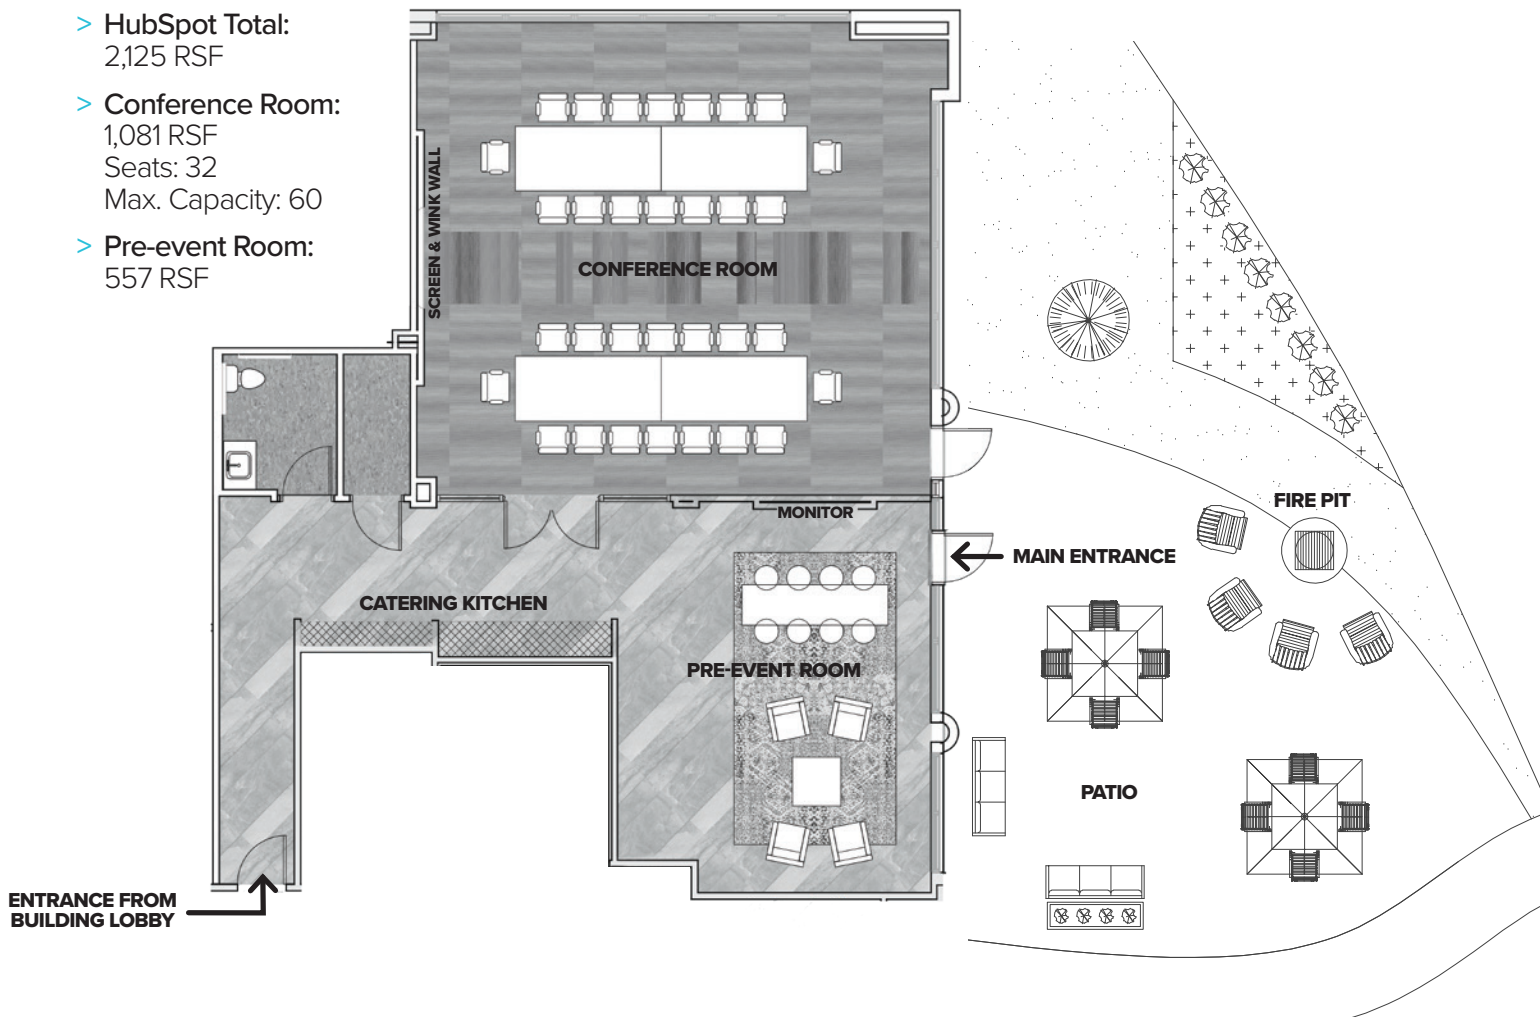 > HubSpot Total:
2,125 RSF
> Conference Room:
1,081 RSF
Seats: 32
Max. Capacity: 60
> Pre-event Room:
557 RSF
SCREEN & WINK WALL
CONFERENCE ROOM
MONITOR
FIRE PIT
MAIN ENTRANCE
CATERING KITCHEN
PRE-EVENT ROOM
PATIO
ENTRANCE FROM
BUILDING LOBBY